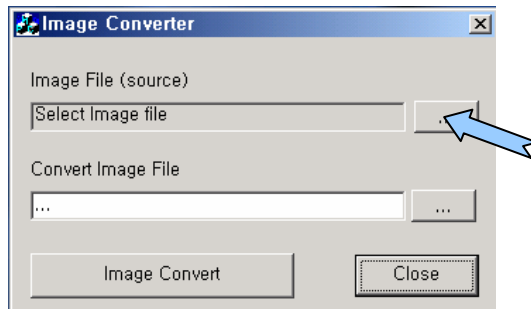 Image Converter
Image File (source)
Select Image file
...
Convert Image File
...
...
Image Convert
Close